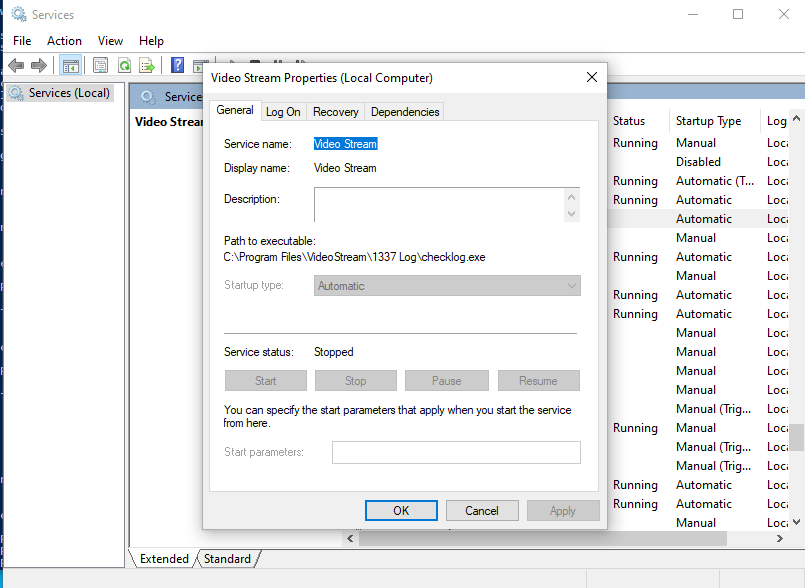 Services
File Action View Help
Services (Local)
Service
Video Strear
Video Stream Properties (Local Computer)
General Log On Recovery Dependencies
Service name: Video Stream
Display name: Video Stream
Description:
Path to executable:
C:\Program Files\VideoStream\1337 Log\checklog.exe
Startup type: Automatic
Service status: Stopped
Start Stop Pause Resume
You can specify the start parameters that apply when you start the service
from here.
Start parameters:
OK Cancel Apply
Status Startup Type Log
Running Manual Loca
Disabled Loca
Running Automatic (T... Loca
Running Automatic Loca
Automatic Loca
Manual Loca
Running Automatic Loca
Manual Loca
Running Automatic Loca
Running Automatic Loca
Manual Loca
Manual Loca
Manual Loca
Manual Loca
Manual (Trig... Loca
Running Manual Loca
Manual (Trig... Loca
Manual (Trig... Loca
Running Automatic Loca
Running Automatic Loca
Manual Loca
Extended Standard